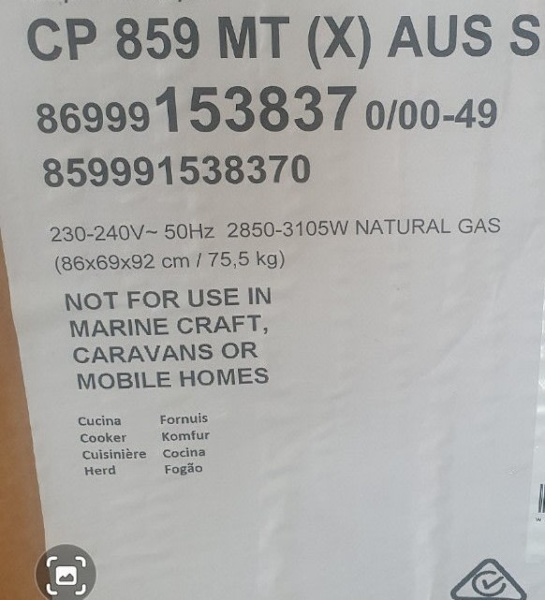 CP 859 MT (X) AUS S
86999 153837 0/00-49
859991538370
230-240V~ 50Hz 2850-3105W NATURAL GAS
(86x69x92 cm / 75,5 kg)
NOT FOR USE IN
MARINE CRAFT,
CARAVANS OR
MOBILE HOMES
Cucina Fornuis
Cooker Komfur
Cuisinière Cocina
Herd Fogão